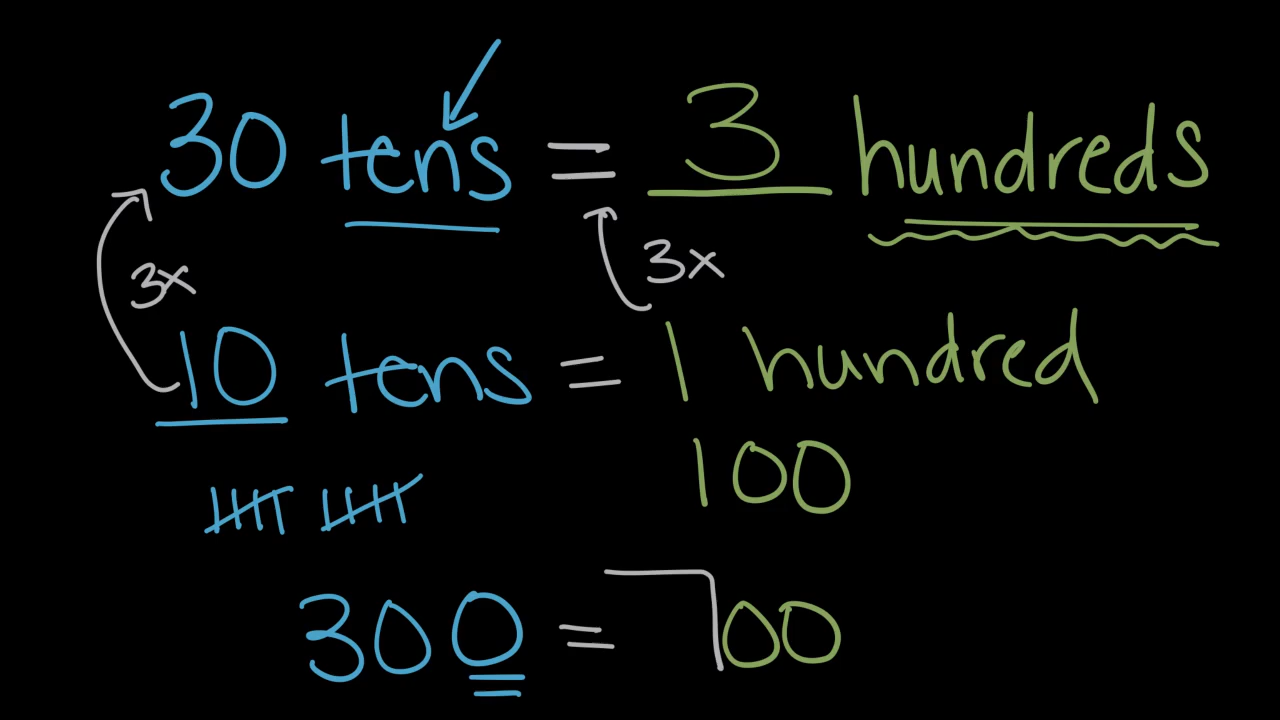 30 tens = 3 hundreds
3x 3x
10 tens = 1 hundred
100
300 = 00